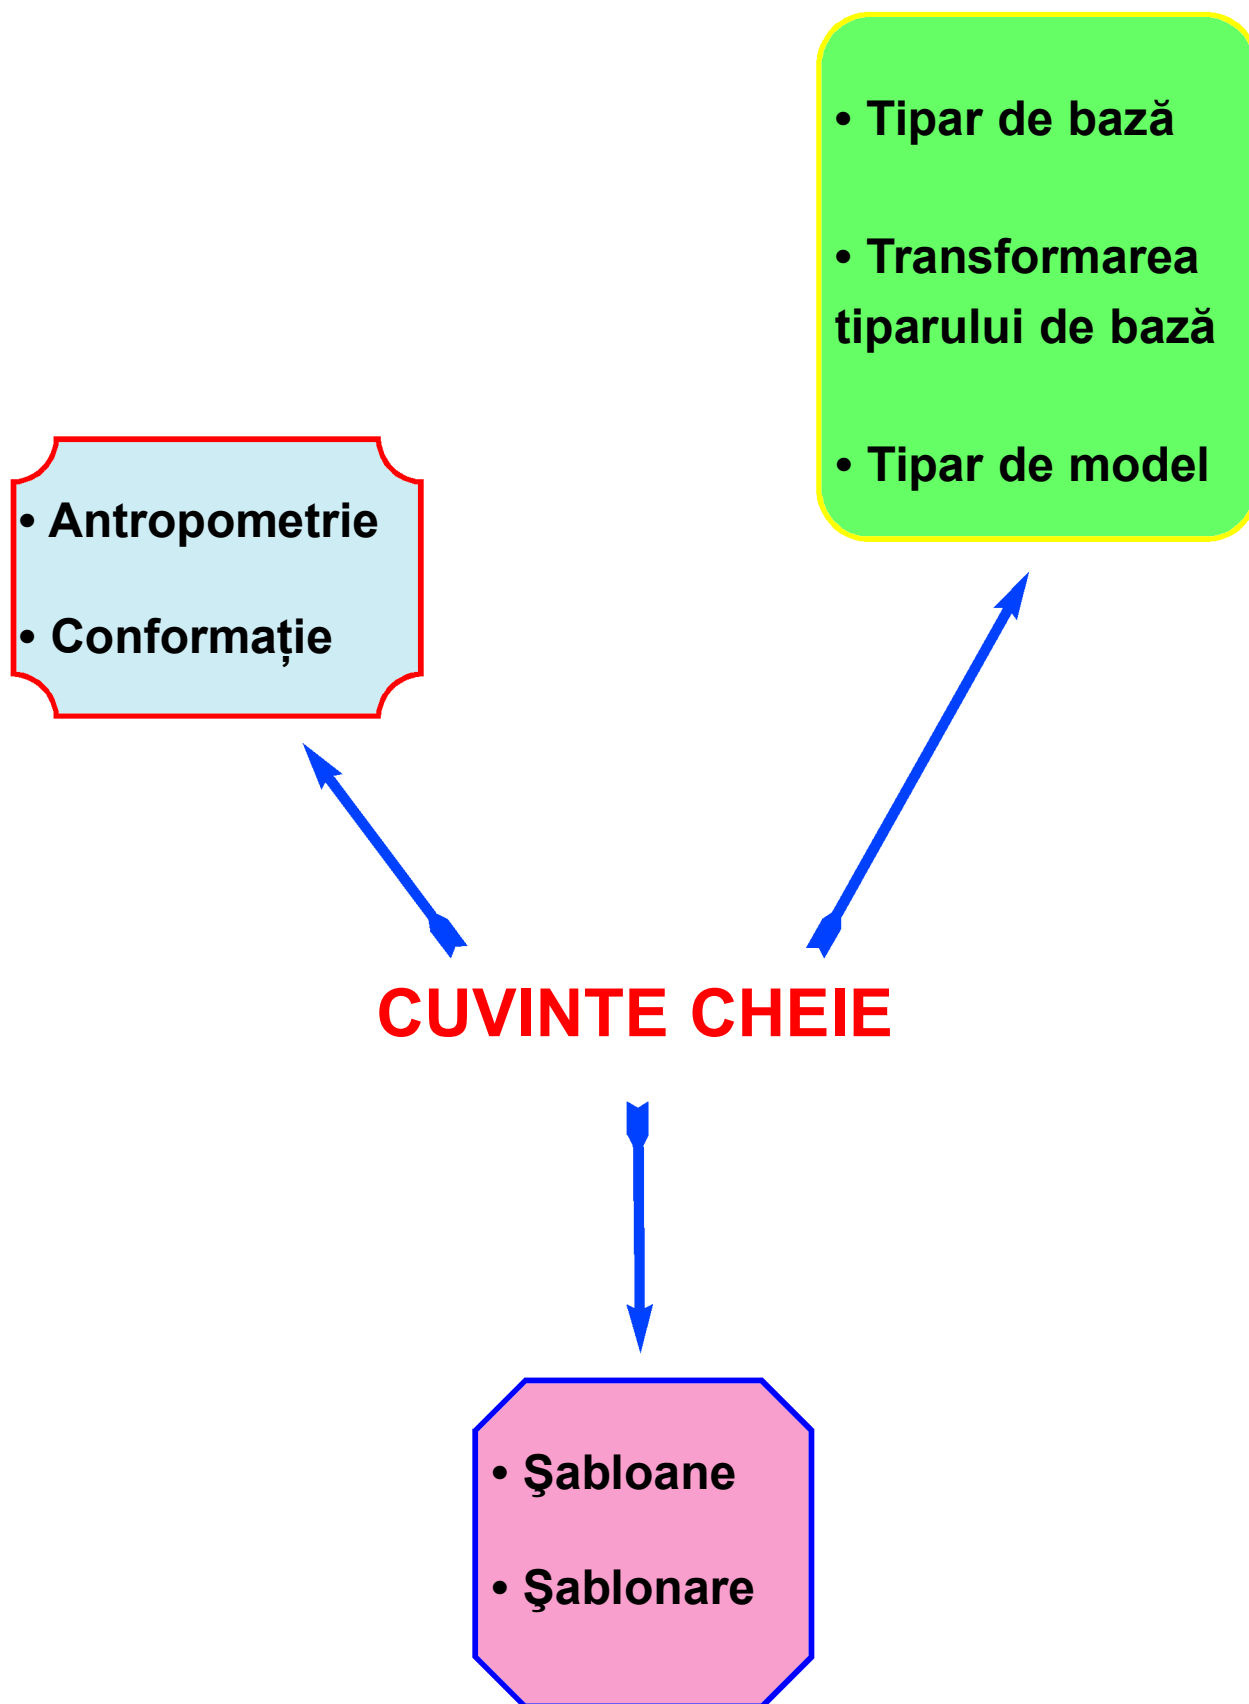 • Tipar de bază
• Transformarea
tiparului de bază
• Tipar de model
• Antropometrie
• Conformație
CUVINTE CHEIE
• Şabloane
• Şablonare